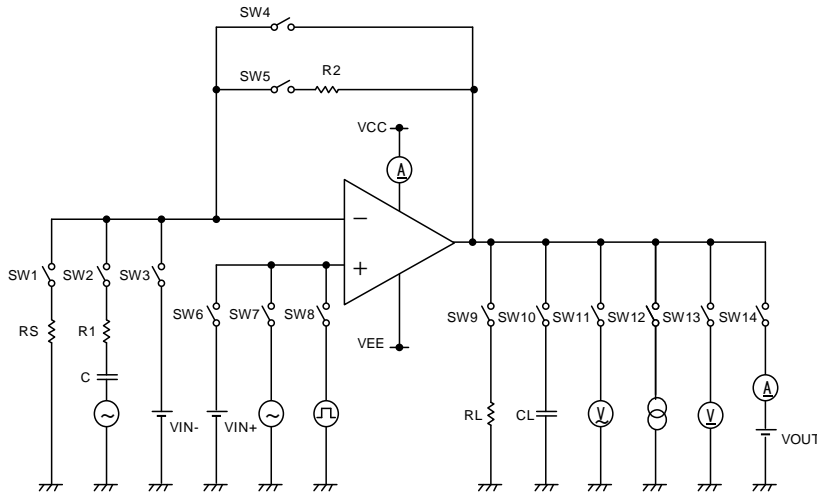 SW4
SW5
R2
VCC
A
−
+
SW1
SW2
SW3
SW6
SW7
SW8
VEE
SW9
SW10
SW11
SW12
SW13
SW14
RS
R1
C
VIN-
VIN+
RL
CL
V
V
A
VOUT